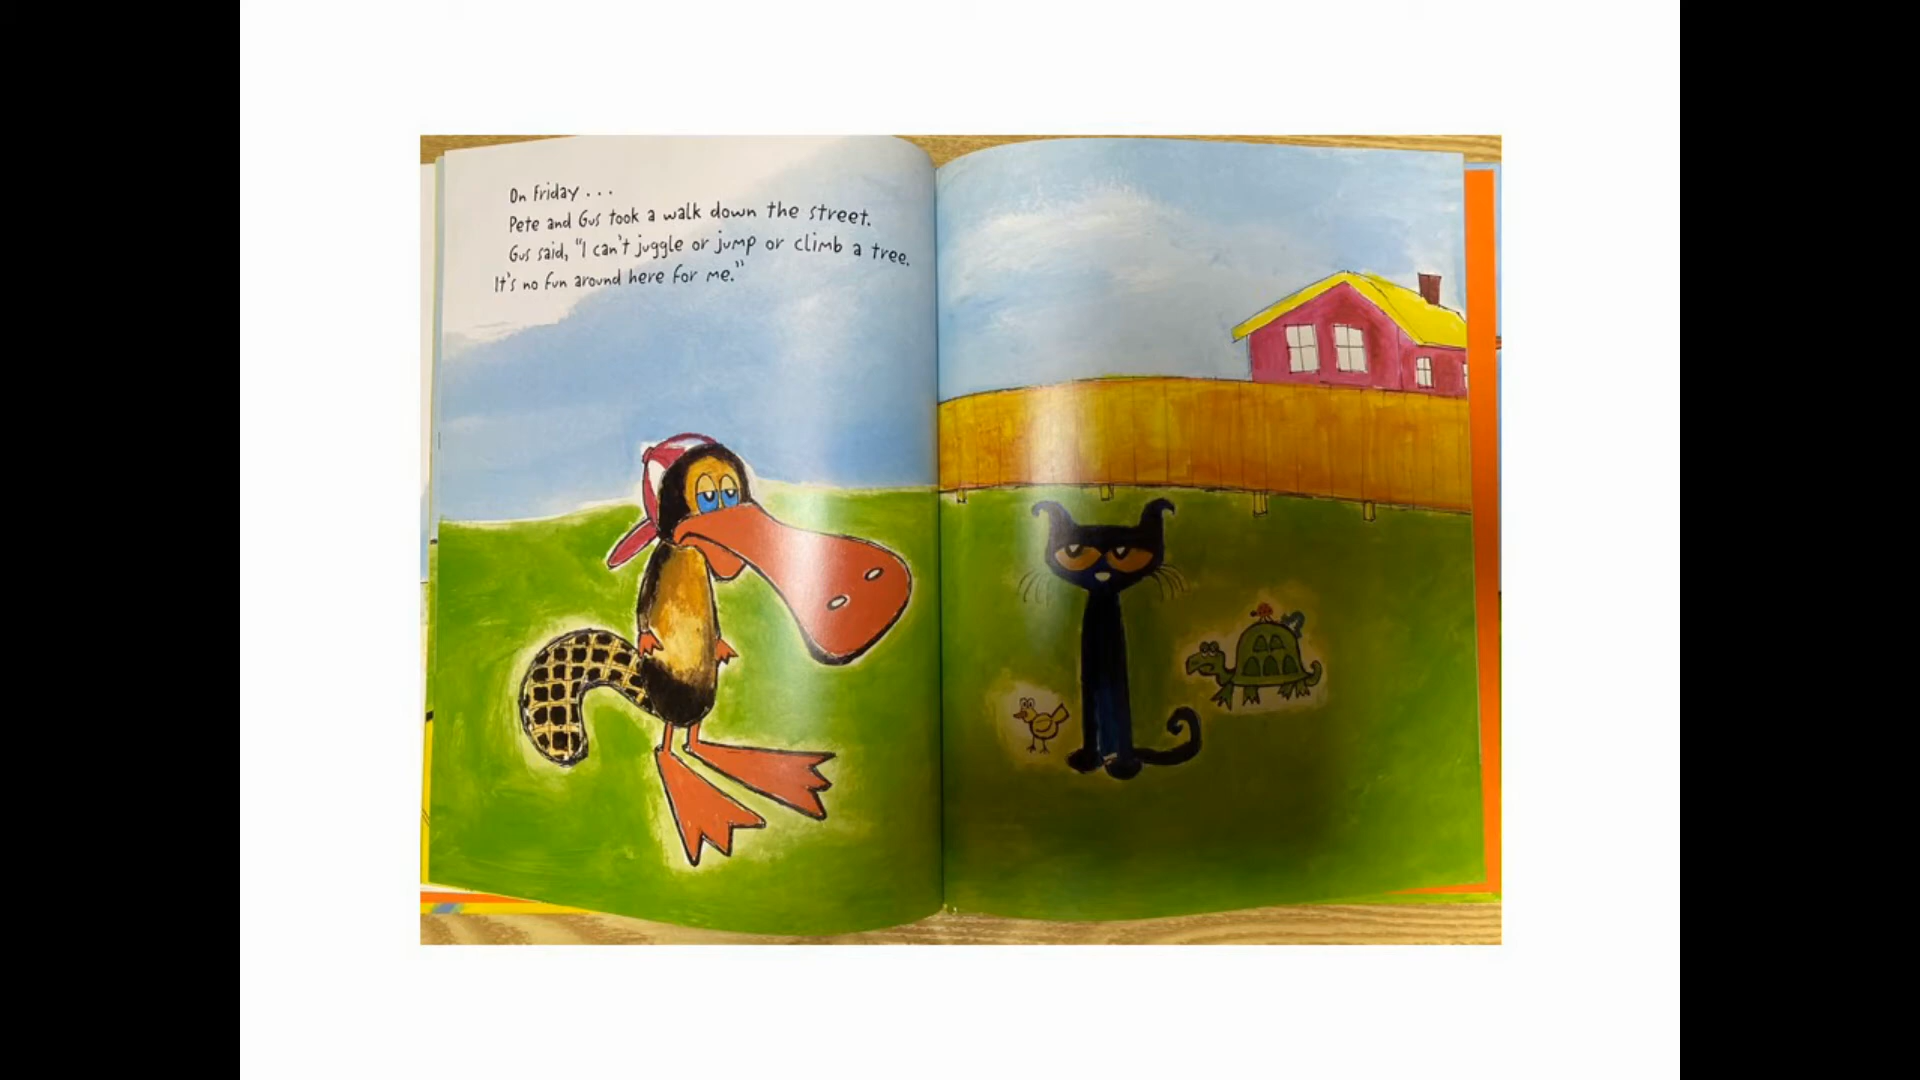 On Friday . . .
Pete and Gus took a walk down the street.
Gus said, "I can't juggle or jump or climb a tree.
It's no fun around here for me."